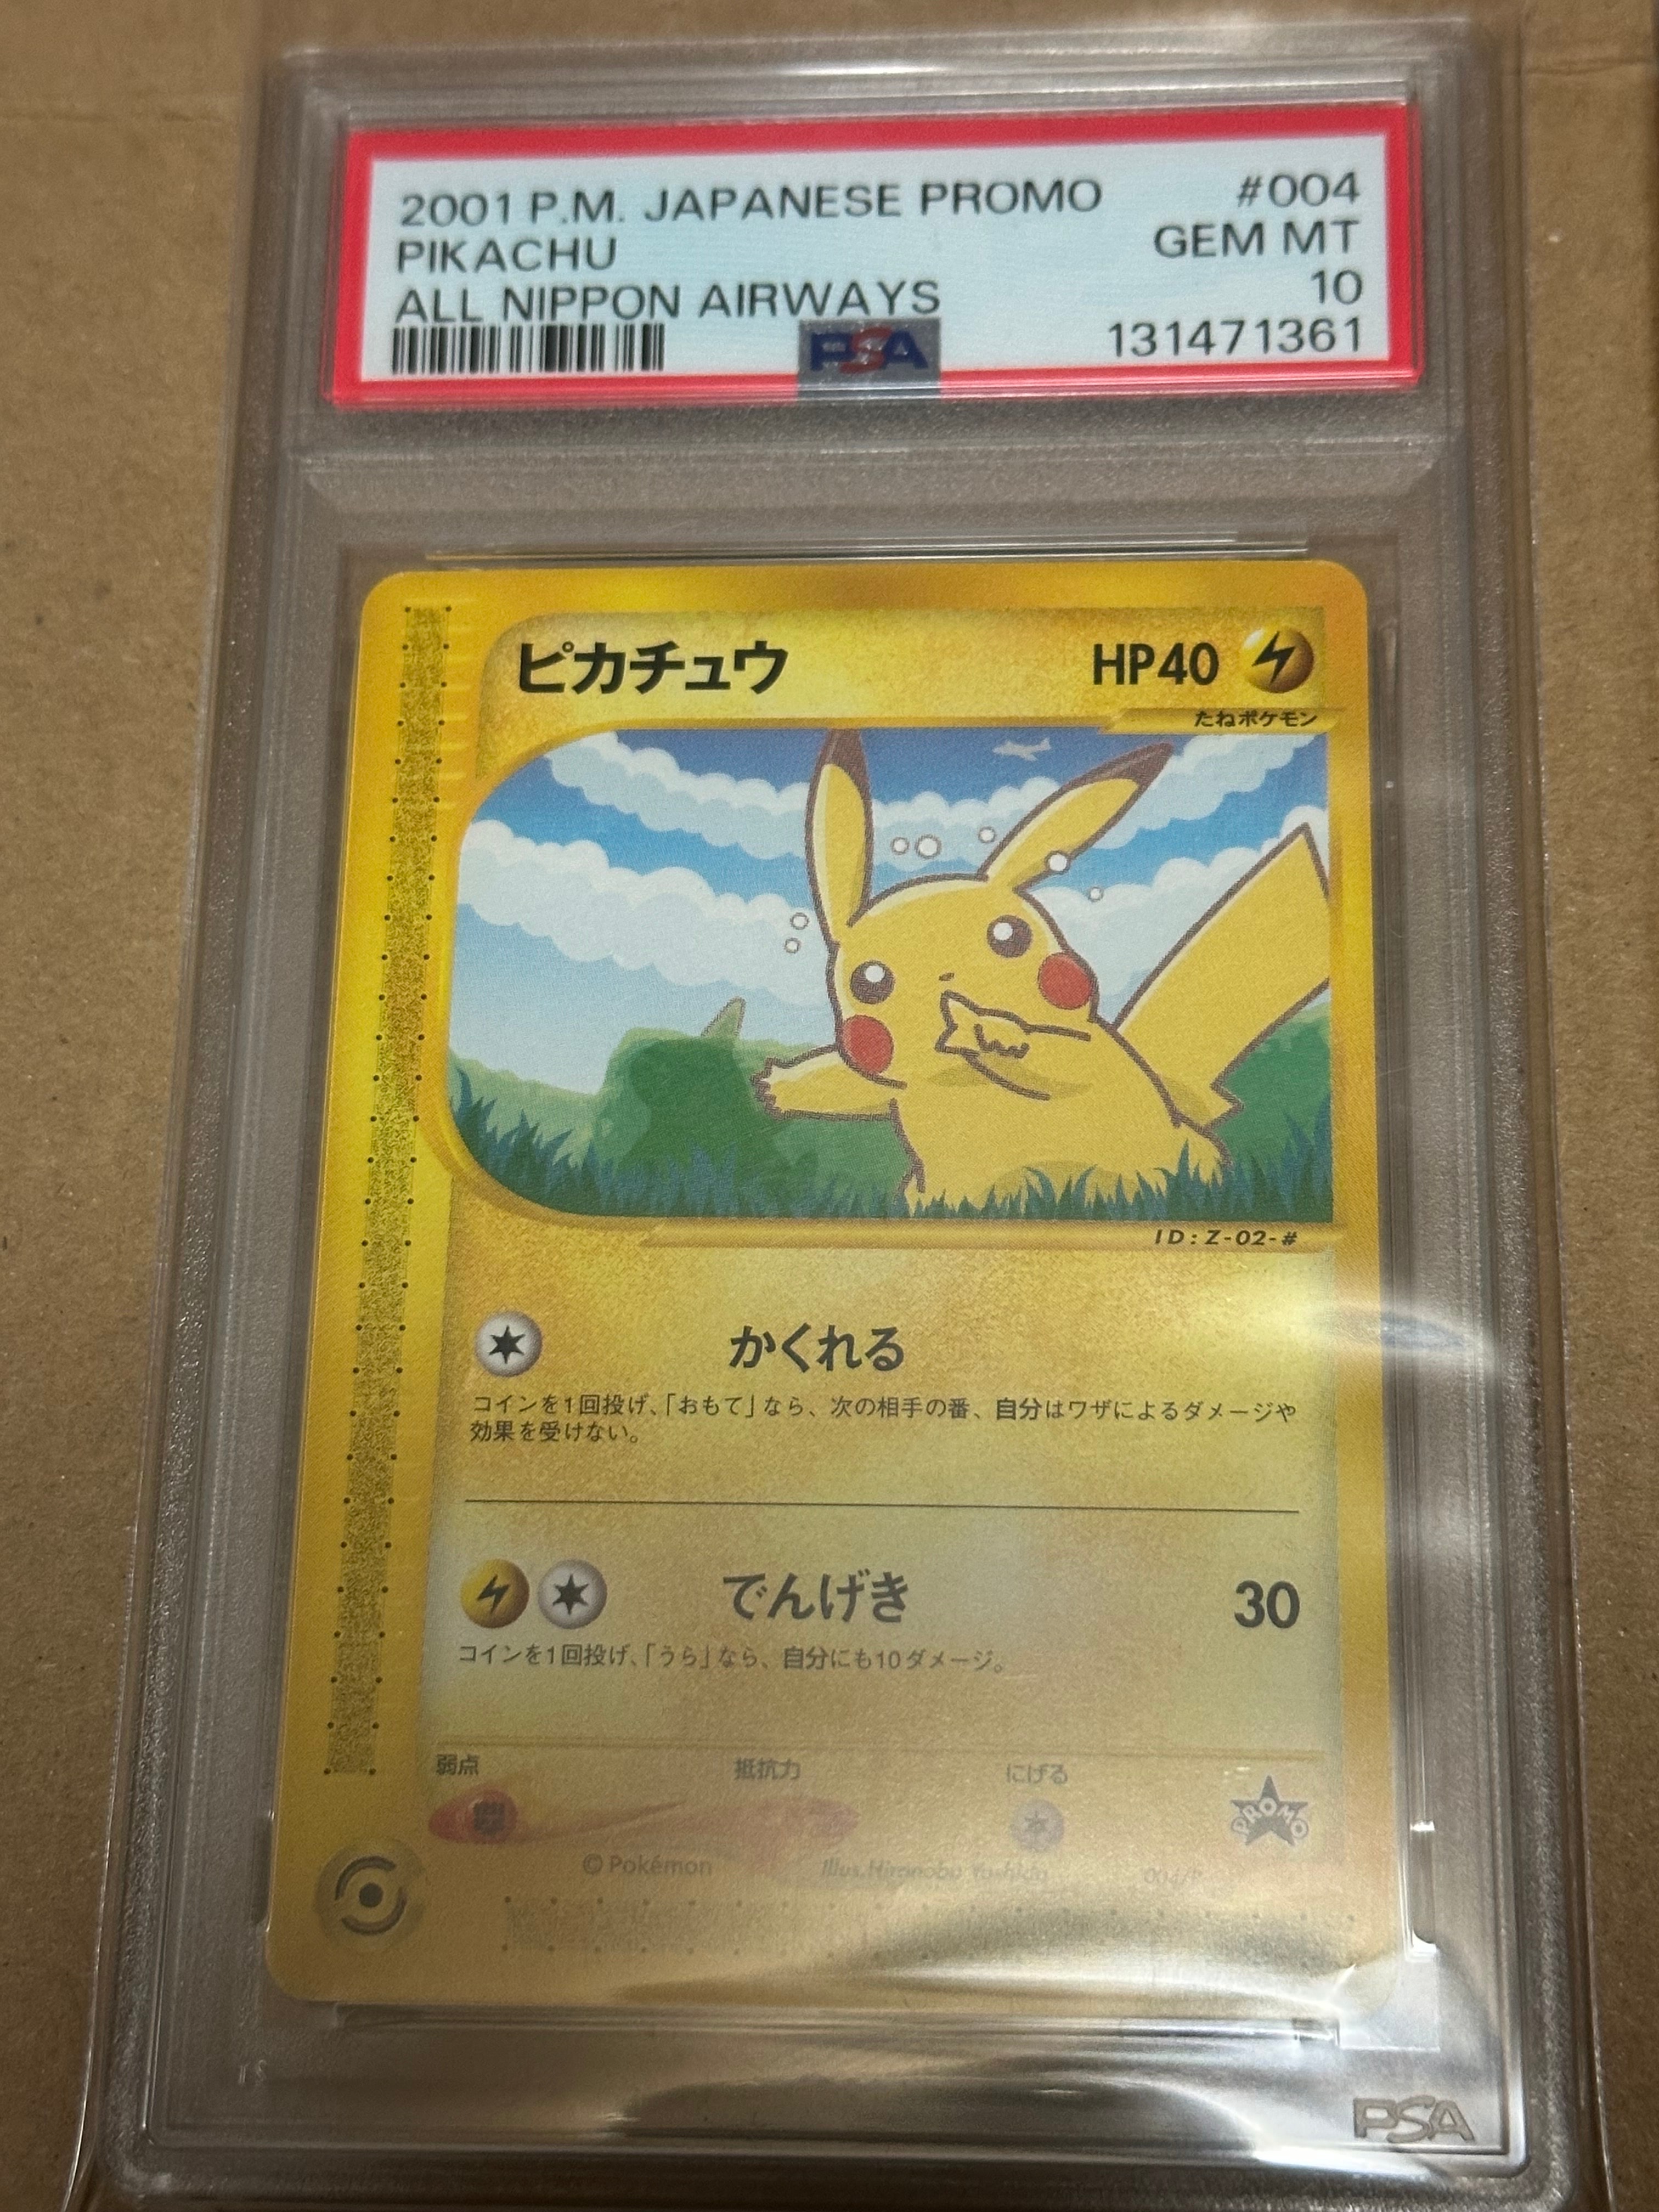 2001 P.M. JAPANESE PROMO #004
PIKACHU GEM MT
ALL NIPPON AIRWAYS 10
PSA 131471361
ピカチュウ HP40
たねポケモン
ID:Z-02-#
かくれる
コインを1回投げ、「おもて」なら、次の相手の番、自分はワザによるダメージや
効果を受けない。
でんげき 30
コインを1回投げ、「うら」なら、自分にも10ダメージ。
弱点 抵抗力 にげる
PROMO
©Pokémon Illus.Hironobu Yoshida 004/P
PSA